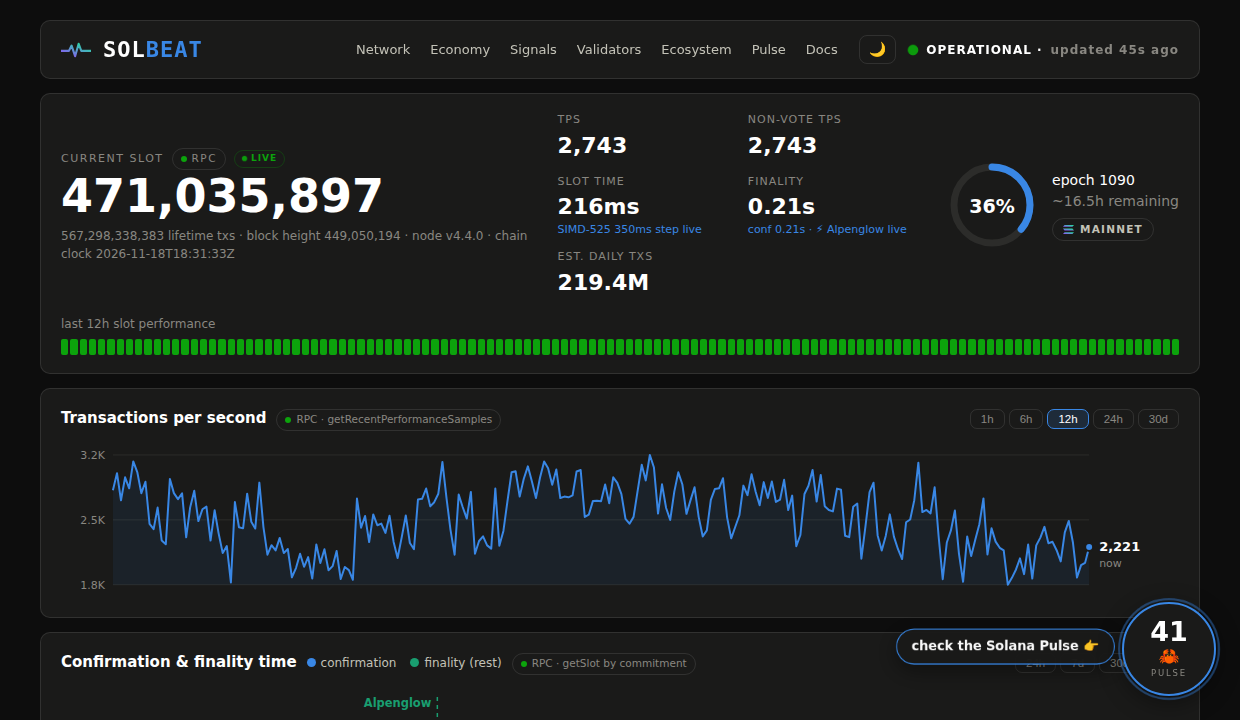 SOLBEAT
Network Economy Signals Validators Ecosystem Pulse Docs 🌙 OPERATIONAL · updated 45s ago
CURRENT SLOT RPC LIVE
471,035,897
567,298,338,383 lifetime txs · block height 449,050,194 · node v4.4.0 · chain
clock 2026-11-18T18:31:33Z
TPS
2,743
NON-VOTE TPS
2,743
SLOT TIME
216ms
SIMD-525 350ms step live
FINALITY
0.21s
conf 0.21s · ⚡ Alpenglow live
EST. DAILY TXS
219.4M
36%
epoch 1090
~16.5h remaining
MAINNET
last 12h slot performance
Transactions per second RPC · getRecentPerformanceSamples
1h 6h 12h 24h 30d
3.2K
2.5K
1.8K
2,221
now
Confirmation & finality time confirmation finality (rest) RPC · getSlot by commitment
Alpenglow
check the Solana Pulse 👉
41
🦀
PULSE